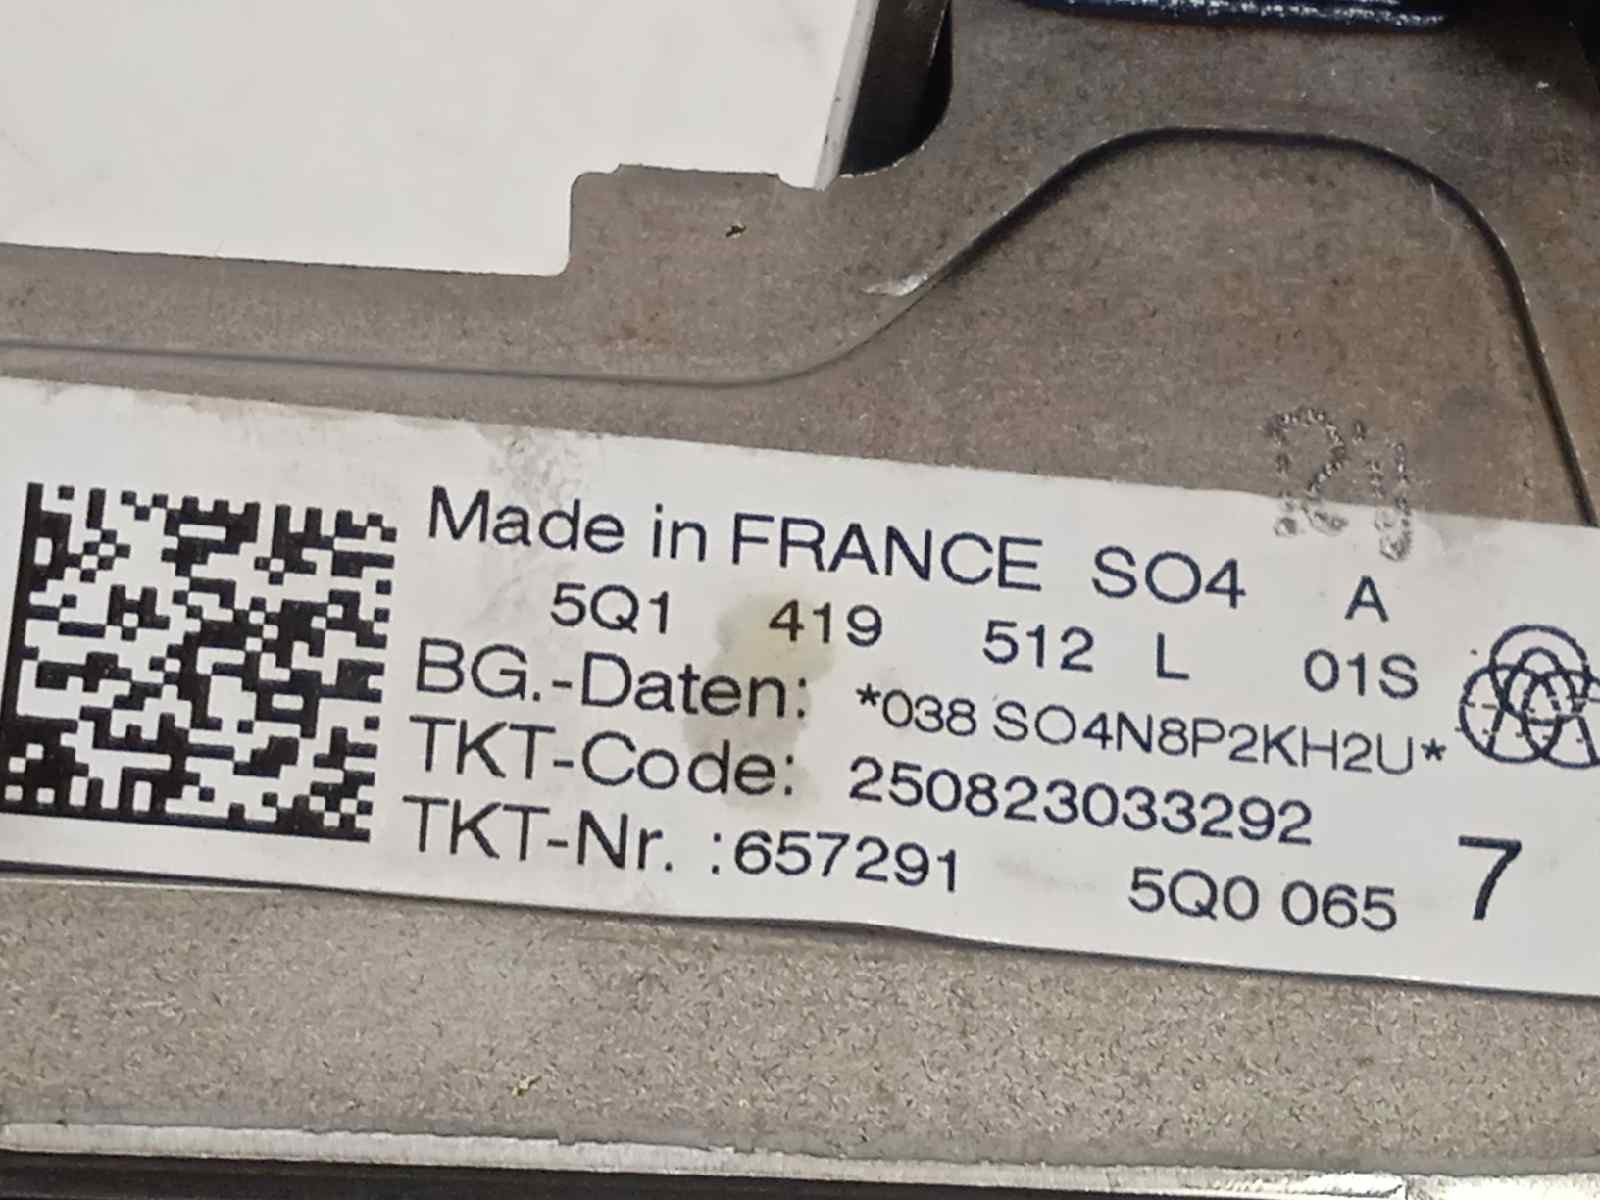 Made in FRANCE SO4 A
5Q1 419 512 L 01S
BG.-Daten: *038 SO4N8P2KH2U*
TKT-Code: 250823033292
TKT-Nr. :657291 5Q0 065 7